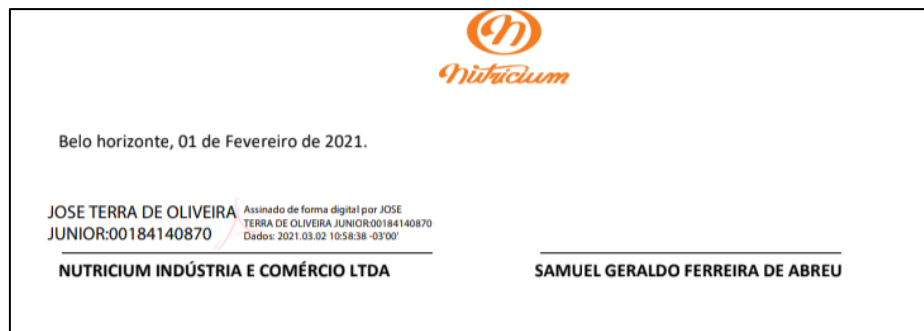 n
nutricium
Belo horizonte, 01 de Fevereiro de 2021.
JOSE TERRA DE OLIVEIRA
JUNIOR:00184140870
Assinado de forma digital por JOSE
TERRA DE OLIVEIRA JUNIOR:00184140870
Dados: 2021.03.02 10:58:38 -03'00'
NUTRICIUM INDÚSTRIA E COMÉRCIO LTDA
SAMUEL GERALDO FERREIRA DE ABREU